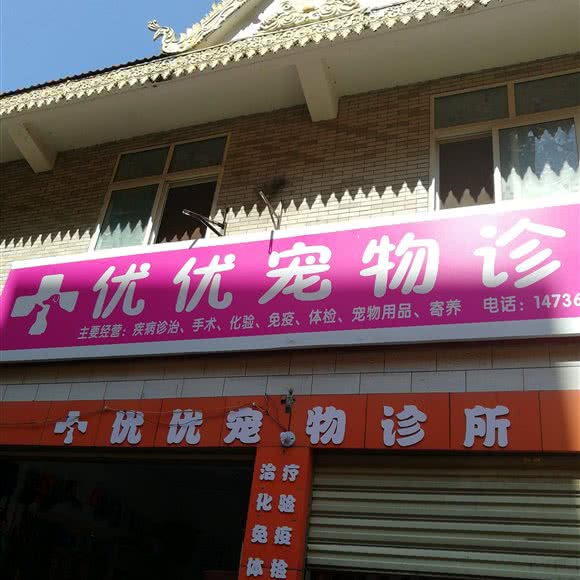 优优宠物诊
主要经营：疾病诊治、手术、化验、免疫、体检、宠物用品、寄养 电话：14736
优优宠物诊所
治疗
化验
免疫
体检